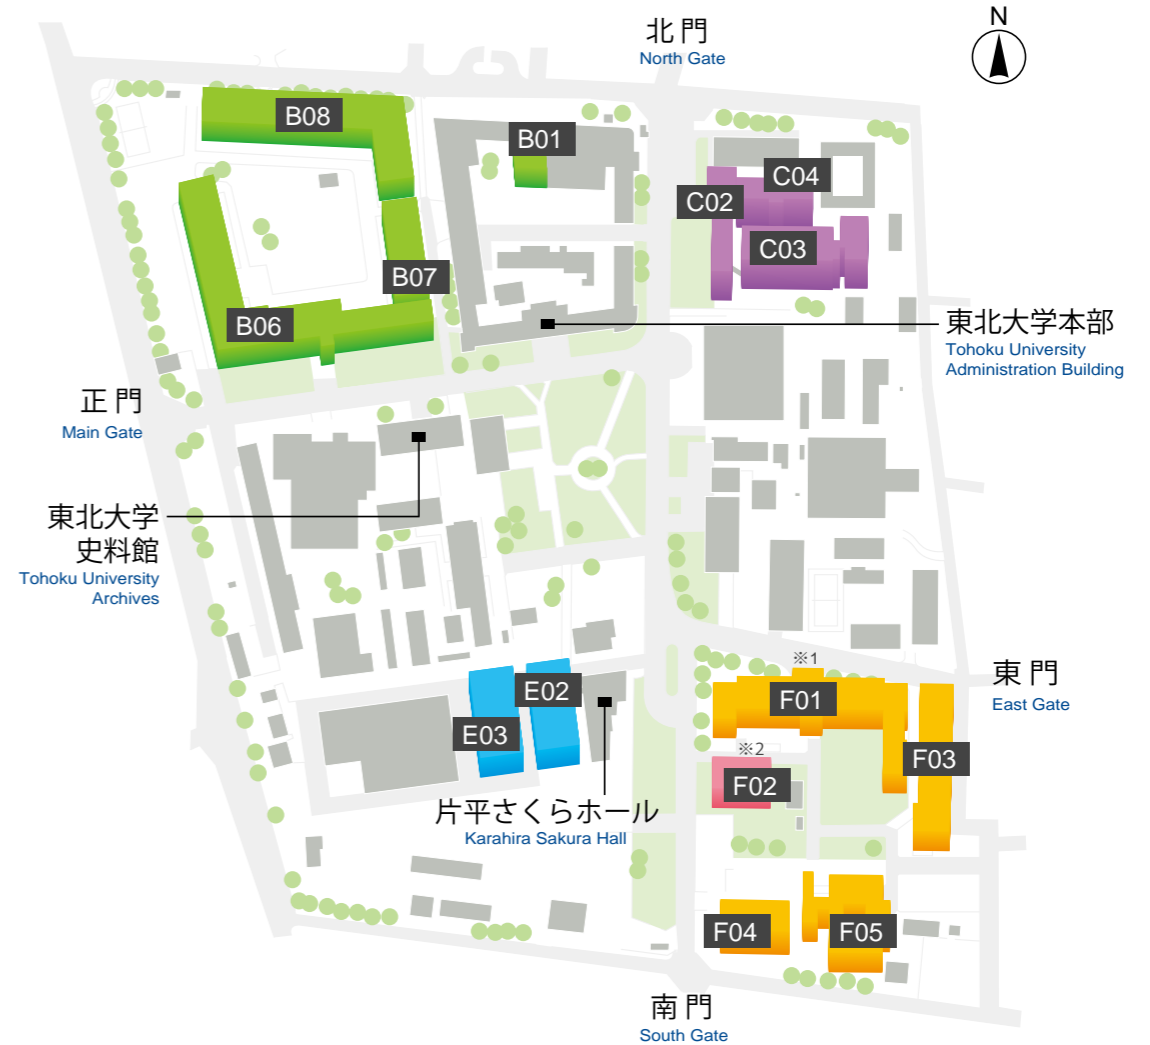 北門
North Gate
N
B08
B01
C04
C02
C03
B07
B06
東北大学本部
Tohoku University
Administration Building
正門
Main Gate
東北大学
史料館
Tohoku University
Archives
※1
東門
East Gate
F01
E02
E03
※2
F03
F02
片平さくらホール
Karahira Sakura Hall
F04
F05
南門
South Gate